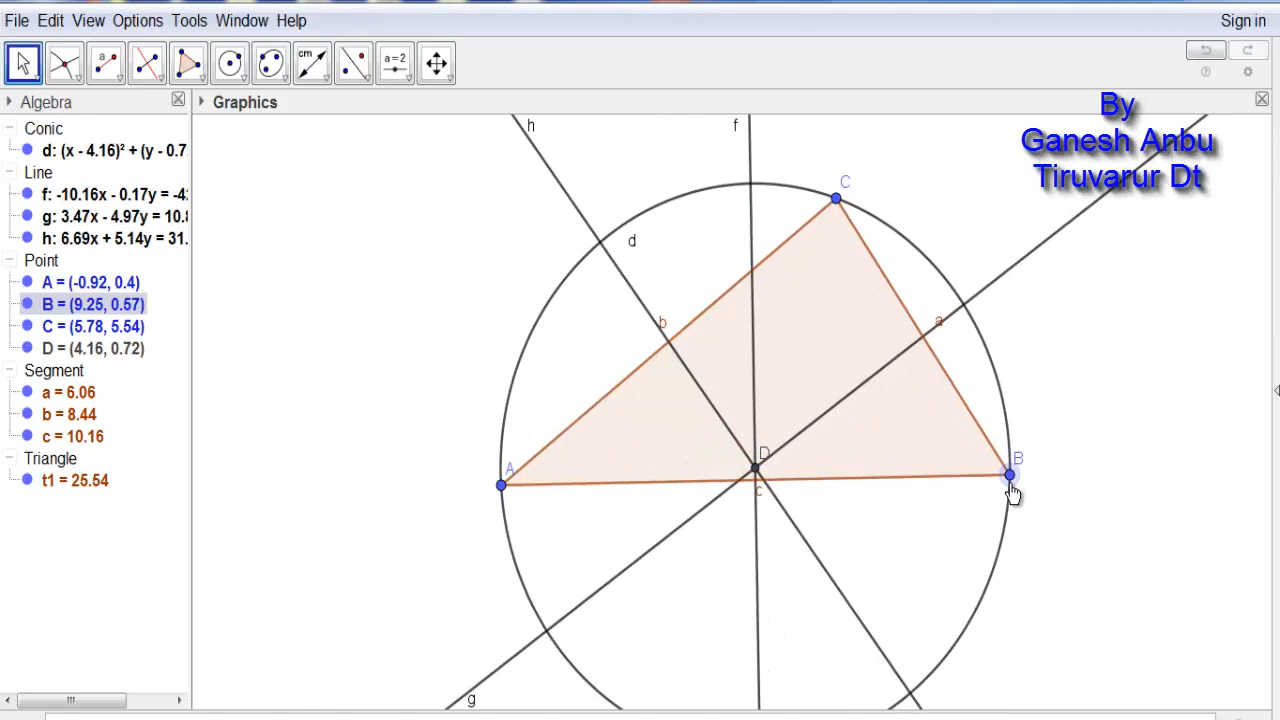 File Edit View Options Tools Window Help Sign in
a
cm
a=2
Algebra
Graphics
By
Ganesh Anbu
Tiruvarur Dt
Conic
d: (x - 4.16)² + (y - 0.7
Line
f: -10.16x - 0.17y = -4
g: 3.47x - 4.97y = 10.8
h: 6.69x + 5.14y = 31.
Point
A = (-0.92, 0.4)
B = (9.25, 0.57)
C = (5.78, 5.54)
D = (4.16, 0.72)
Segment
a = 6.06
b = 8.44
c = 10.16
Triangle
t1 = 25.54
h
f
C
d
b
a
D
A
B
c
g